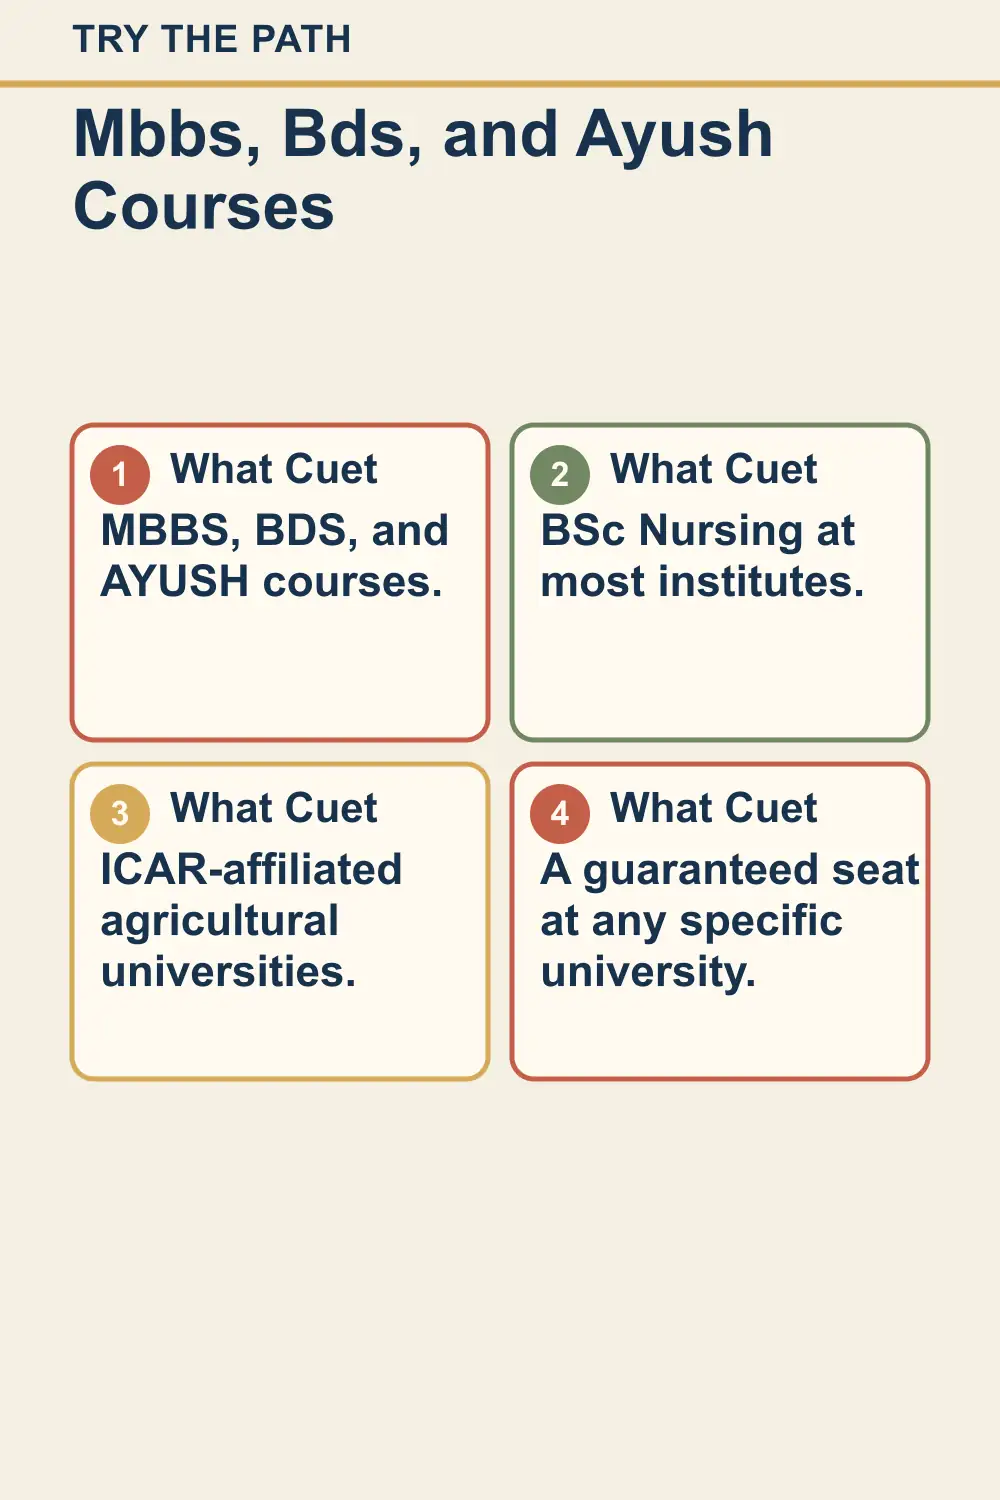 TRY THE PATH
Mbbs, Bds, and Ayush
Courses
1 What Cuet
MBBS, BDS, and
AYUSH courses.
2 What Cuet
BSc Nursing at
most institutes.
3 What Cuet
ICAR-affiliated
agricultural
universities.
4 What Cuet
A guaranteed seat
at any specific
university.